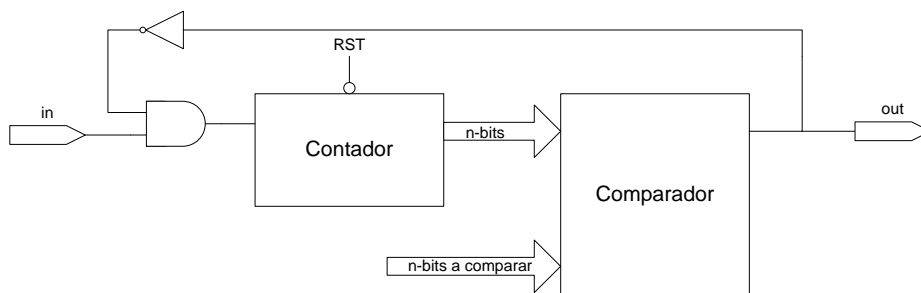 RST
in
out
n-bits
Contador
Comparador
n-bits a comparar